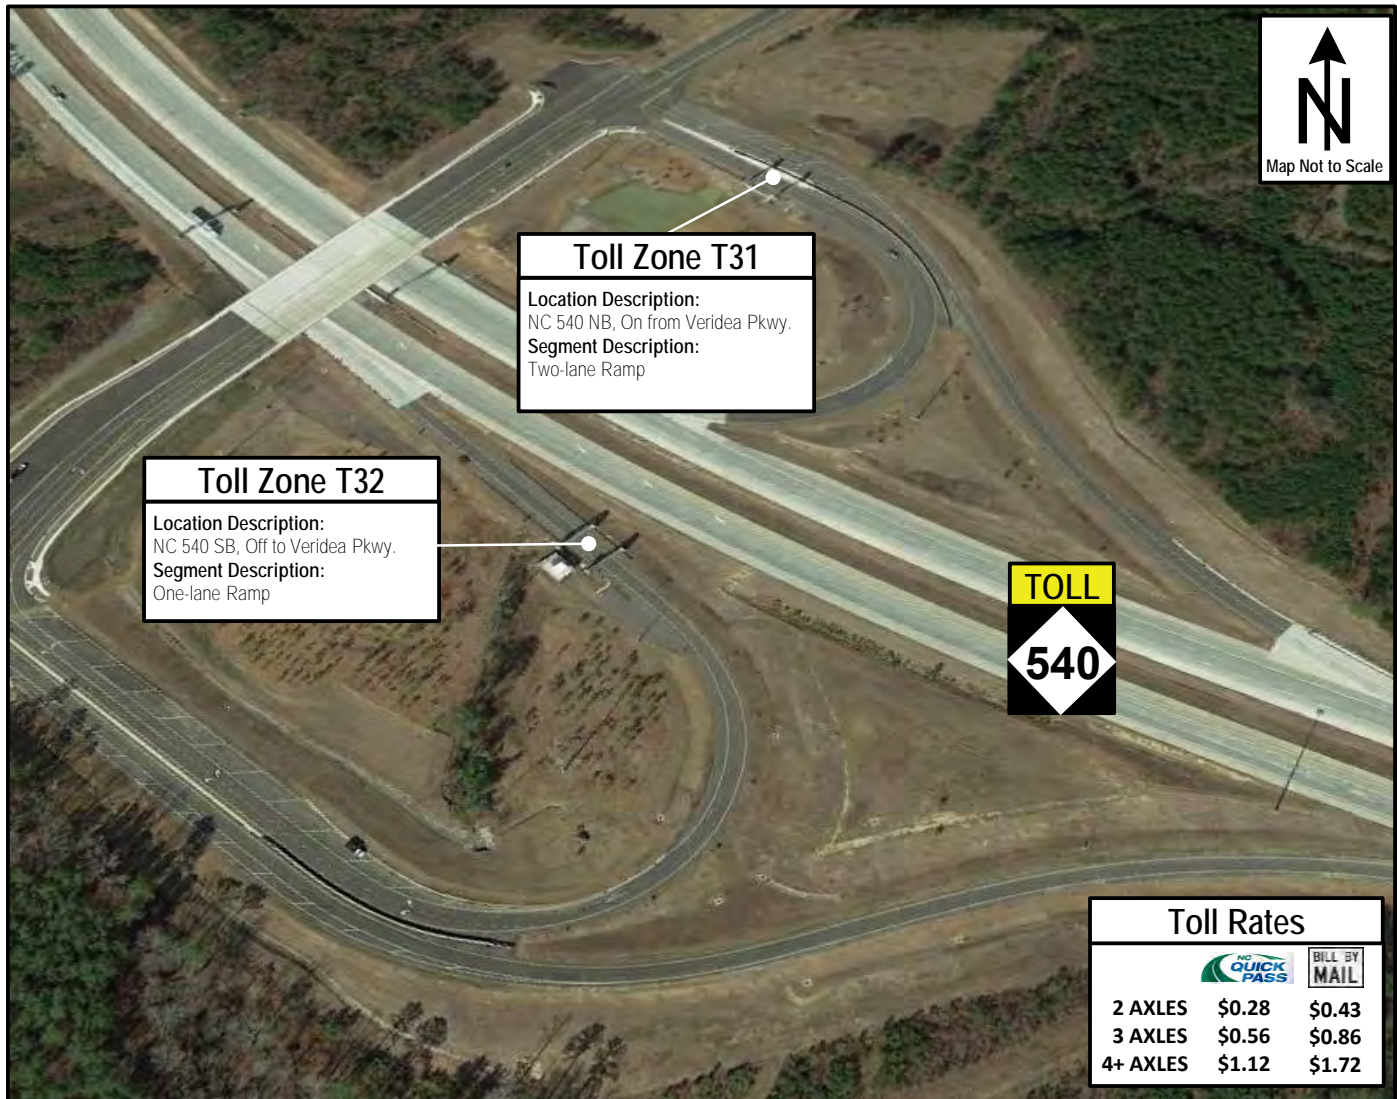 N
Map Not to Scale
Toll Zone T31
Location Description:
NC 540 NB, On from Veridea Pkwy.
Segment Description:
Two-lane Ramp
Toll Zone T32
Location Description:
NC 540 SB, Off to Veridea Pkwy.
Segment Description:
One-lane Ramp
TOLL
540
Toll Rates
NC QUICK PASS BILL BY MAIL
2 AXLES $0.28 $0.43
3 AXLES $0.56 $0.86
4+ AXLES $1.12 $1.72